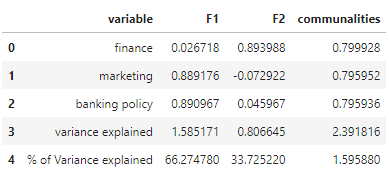 variable F1 F2 communalities
0 finance 0.026718 0.893988 0.799928
1 marketing 0.889176 -0.072922 0.795952
2 banking policy 0.890967 0.045967 0.795936
3 variance explained 1.585171 0.806645 2.391816
4 % of Variance explained 66.274780 33.725220 1.595880